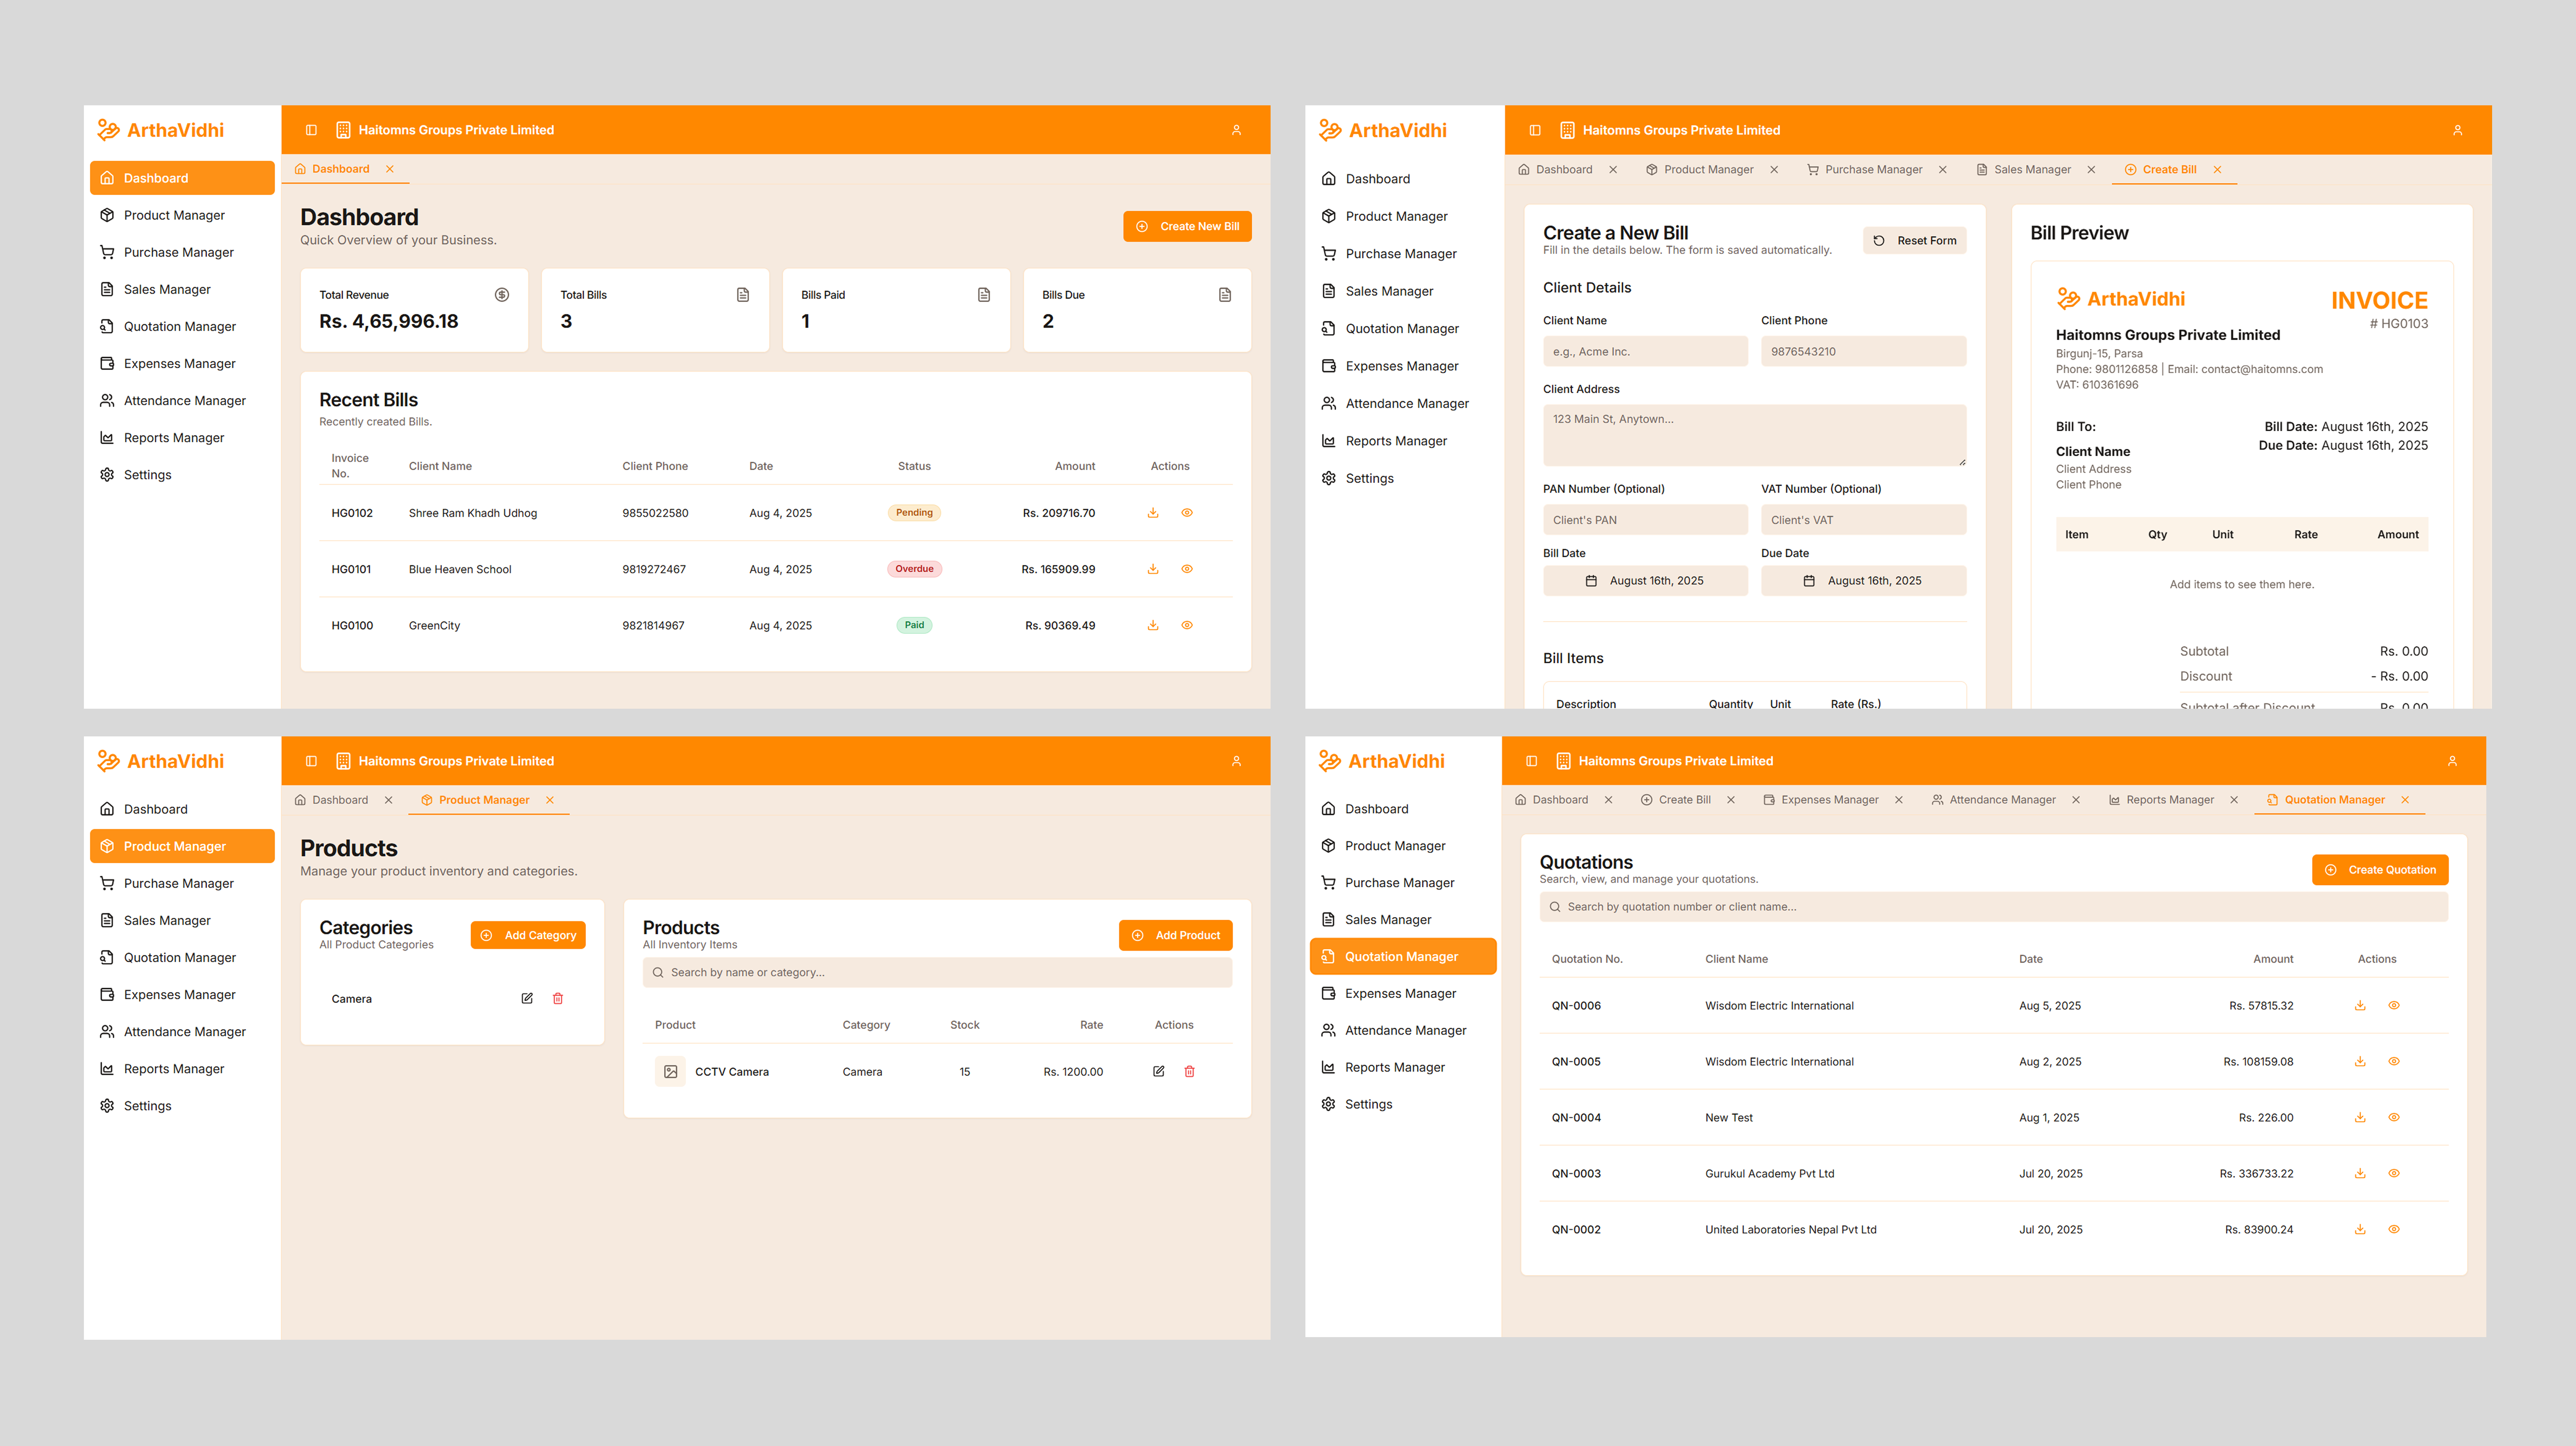 ArthaVidhi
Haitomns Groups Private Limited
Dashboard
Product Manager
Purchase Manager
Sales Manager
Quotation Manager
Expenses Manager
Attendance Manager
Reports Manager
Settings
Dashboard
Dashboard
Quick Overview of your Business.
Create New Bill
Total Revenue
Rs. 4,65,996.18
Total Bills
3
Bills Paid
1
Bills Due
2
Recent Bills
Recently created Bills.
Invoice No. Client Name Client Phone Date Status Amount Actions
HG0102 Shree Ram Khadh Udhog 9855022580 Aug 4, 2025 Pending Rs. 209716.70
HG0101 Blue Heaven School 9819272467 Aug 4, 2025 Overdue Rs. 165909.99
HG0100 GreenCity 9821814967 Aug 4, 2025 Paid Rs. 90369.49
ArthaVidhi
Haitomns Groups Private Limited
Dashboard
Product Manager
Purchase Manager
Sales Manager
Quotation Manager
Expenses Manager
Attendance Manager
Reports Manager
Settings
Dashboard Product Manager Purchase Manager Sales Manager Create Bill
Create a New Bill
Fill in the details below. The form is saved automatically.
Reset Form
Client Details
Client Name Client Phone
e.g., Acme Inc. 9876543210
Client Address
123 Main St, Anytown...
PAN Number (Optional) VAT Number (Optional)
Client's PAN Client's VAT
Bill Date Due Date
August 16th, 2025 August 16th, 2025
Bill Items
Description Quantity Unit Rate (Rs.)
Bill Preview
ArthaVidhi
INVOICE
# HG0103
Haitomns Groups Private Limited
Birgunj-15, Parsa
Phone: 9801126858 | Email: contact@haitomns.com
VAT: 610361696
Bill To:
Client Name
Client Address
Client Phone
Bill Date: August 16th, 2025
Due Date: August 16th, 2025
Item Qty Unit Rate Amount
Add items to see them here.
Subtotal Rs. 0.00
Discount - Rs. 0.00
Subtotal after Discount Rs. 0.00
ArthaVidhi
Haitomns Groups Private Limited
Dashboard
Product Manager
Purchase Manager
Sales Manager
Quotation Manager
Expenses Manager
Attendance Manager
Reports Manager
Settings
Dashboard Product Manager
Products
Manage your product inventory and categories.
Categories
All Product Categories
Add Category
Camera
Products
All Inventory Items
Add Product
Search by name or category...
Product Category Stock Rate Actions
CCTV Camera Camera 15 Rs. 1200.00
ArthaVidhi
Haitomns Groups Private Limited
Dashboard
Product Manager
Purchase Manager
Sales Manager
Quotation Manager
Expenses Manager
Attendance Manager
Reports Manager
Settings
Dashboard Create Bill Expenses Manager Attendance Manager Reports Manager Quotation Manager
Quotations
Search, view, and manage your quotations.
Create Quotation
Search by quotation number or client name...
Quotation No. Client Name Date Amount Actions
QN-0006 Wisdom Electric International Aug 5, 2025 Rs. 57815.32
QN-0005 Wisdom Electric International Aug 2, 2025 Rs. 108159.08
QN-0004 New Test Aug 1, 2025 Rs. 226.00
QN-0003 Gurukul Academy Pvt Ltd Jul 20, 2025 Rs. 336733.22
QN-0002 United Laboratories Nepal Pvt Ltd Jul 20, 2025 Rs. 83900.24